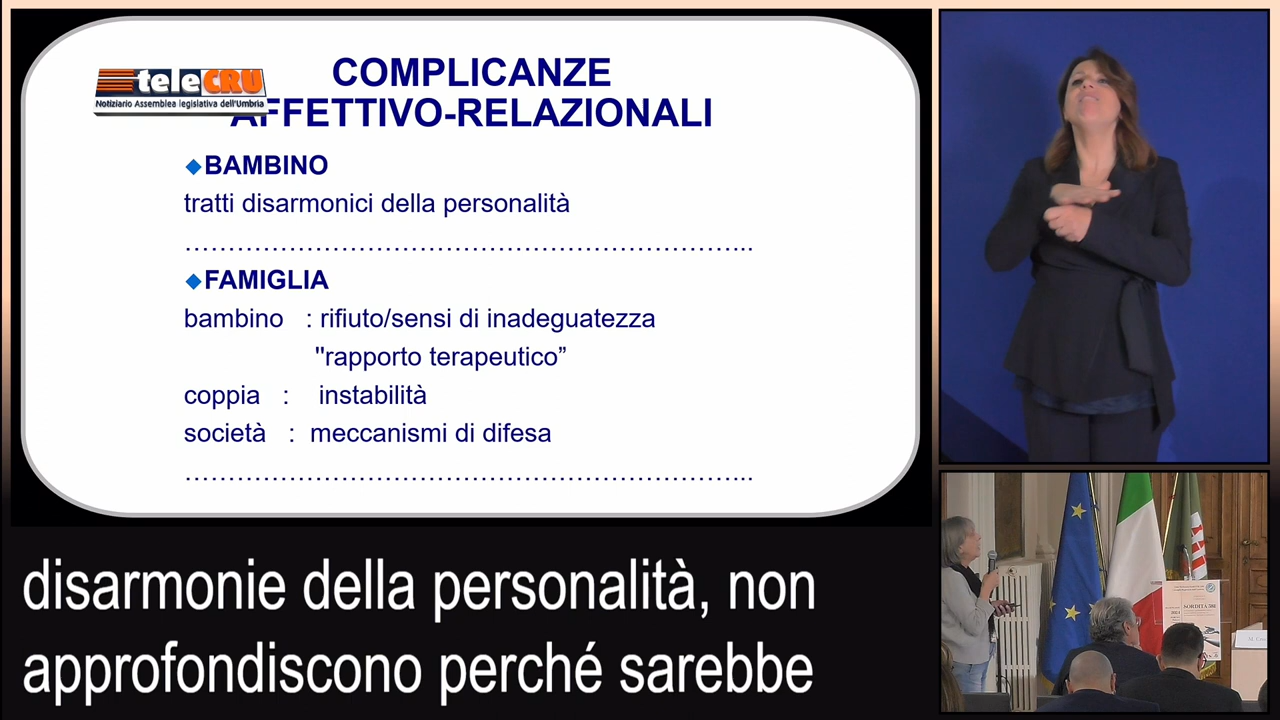 teleCRU
Notiziario Assemblea legislativa dell'Umbria
COMPLICANZE
AFFETTIVO-RELAZIONALI
BAMBINO
tratti disarmonici della personalità
………………………………………………………...
FAMIGLIA
bambino : rifiuto/sensi di inadeguatezza
"rapporto terapeutico”
coppia : instabilità
società : meccanismi di difesa
………………………………………………………...
disarmonie della personalità, non
approfondiscono perché sarebbe
SORDITÀ